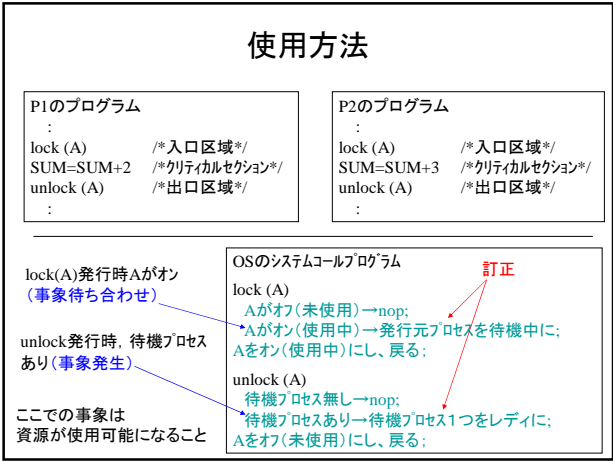 使用方法
P1のプログラム
:
lock (A) /*入口区域*/
SUM=SUM+2 /*ｸﾘﾃｨｶﾙｾｸｼｮﾝ*/
unlock (A) /*出口区域*/
:
P2のプログラム
:
lock (A) /*入口区域*/
SUM=SUM+3 /*ｸﾘﾃｨｶﾙｾｸｼｮﾝ*/
unlock (A) /*出口区域*/
:
lock(A)発行時Aがオン
（事象待ち合わせ）
unlock発行時，待機ﾌﾟﾛｾｽ
あり（事象発生）
ここでの事象は
資源が使用可能になること
OSのｼｽﾃﾑｺｰﾙﾌﾟﾛｸﾞﾗﾑ
訂正
lock (A)
Aがオフ（未使用）→nop;
Aがオン（使用中）→発行元ﾌﾟﾛｾｽを待機中に;
Aをオン（使用中）にし、戻る;
unlock (A)
待機ﾌﾟﾛｾｽ無し→nop;
待機ﾌﾟﾛｾｽあり→待機ﾌﾟﾛｾｽ１つをレディに;
Aをオフ（未使用）にし、戻る;